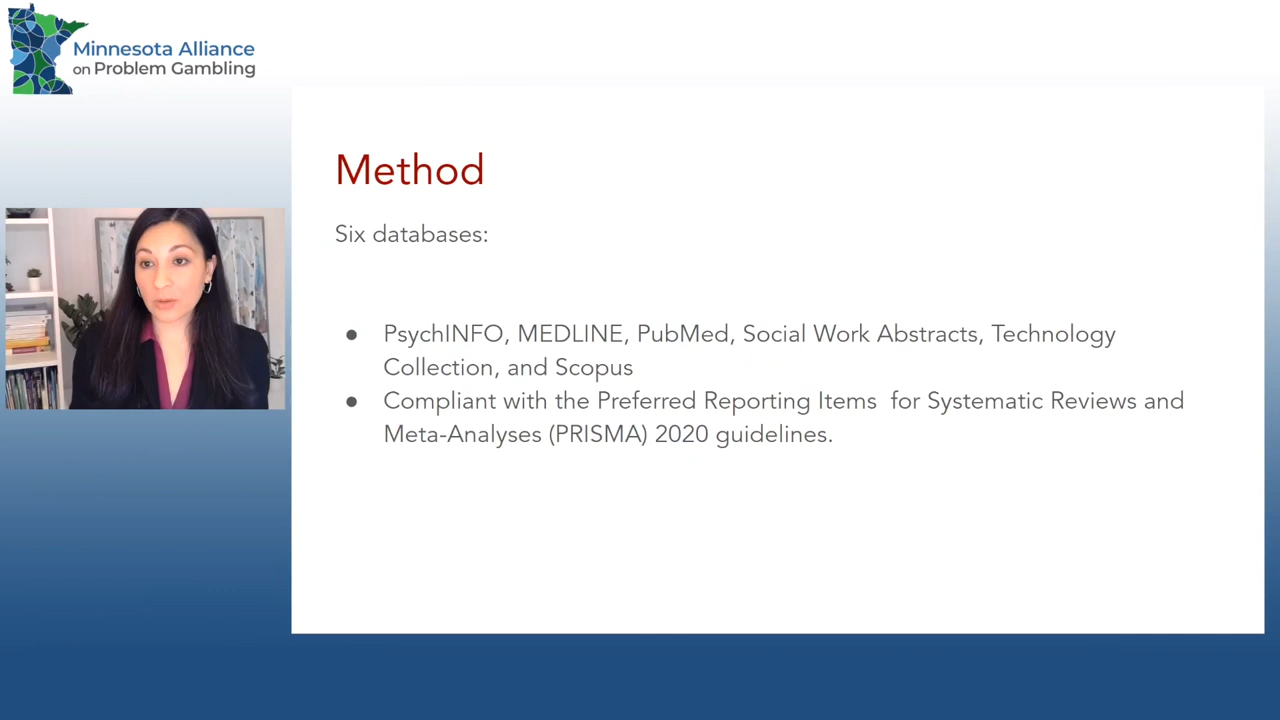 Minnesota Alliance
on Problem Gambling
Method
Six databases:
● PsychINFO, MEDLINE, PubMed, Social Work Abstracts, Technology
Collection, and Scopus
● Compliant with the Preferred Reporting Items  for Systematic Reviews and
Meta-Analyses (PRISMA) 2020 guidelines.